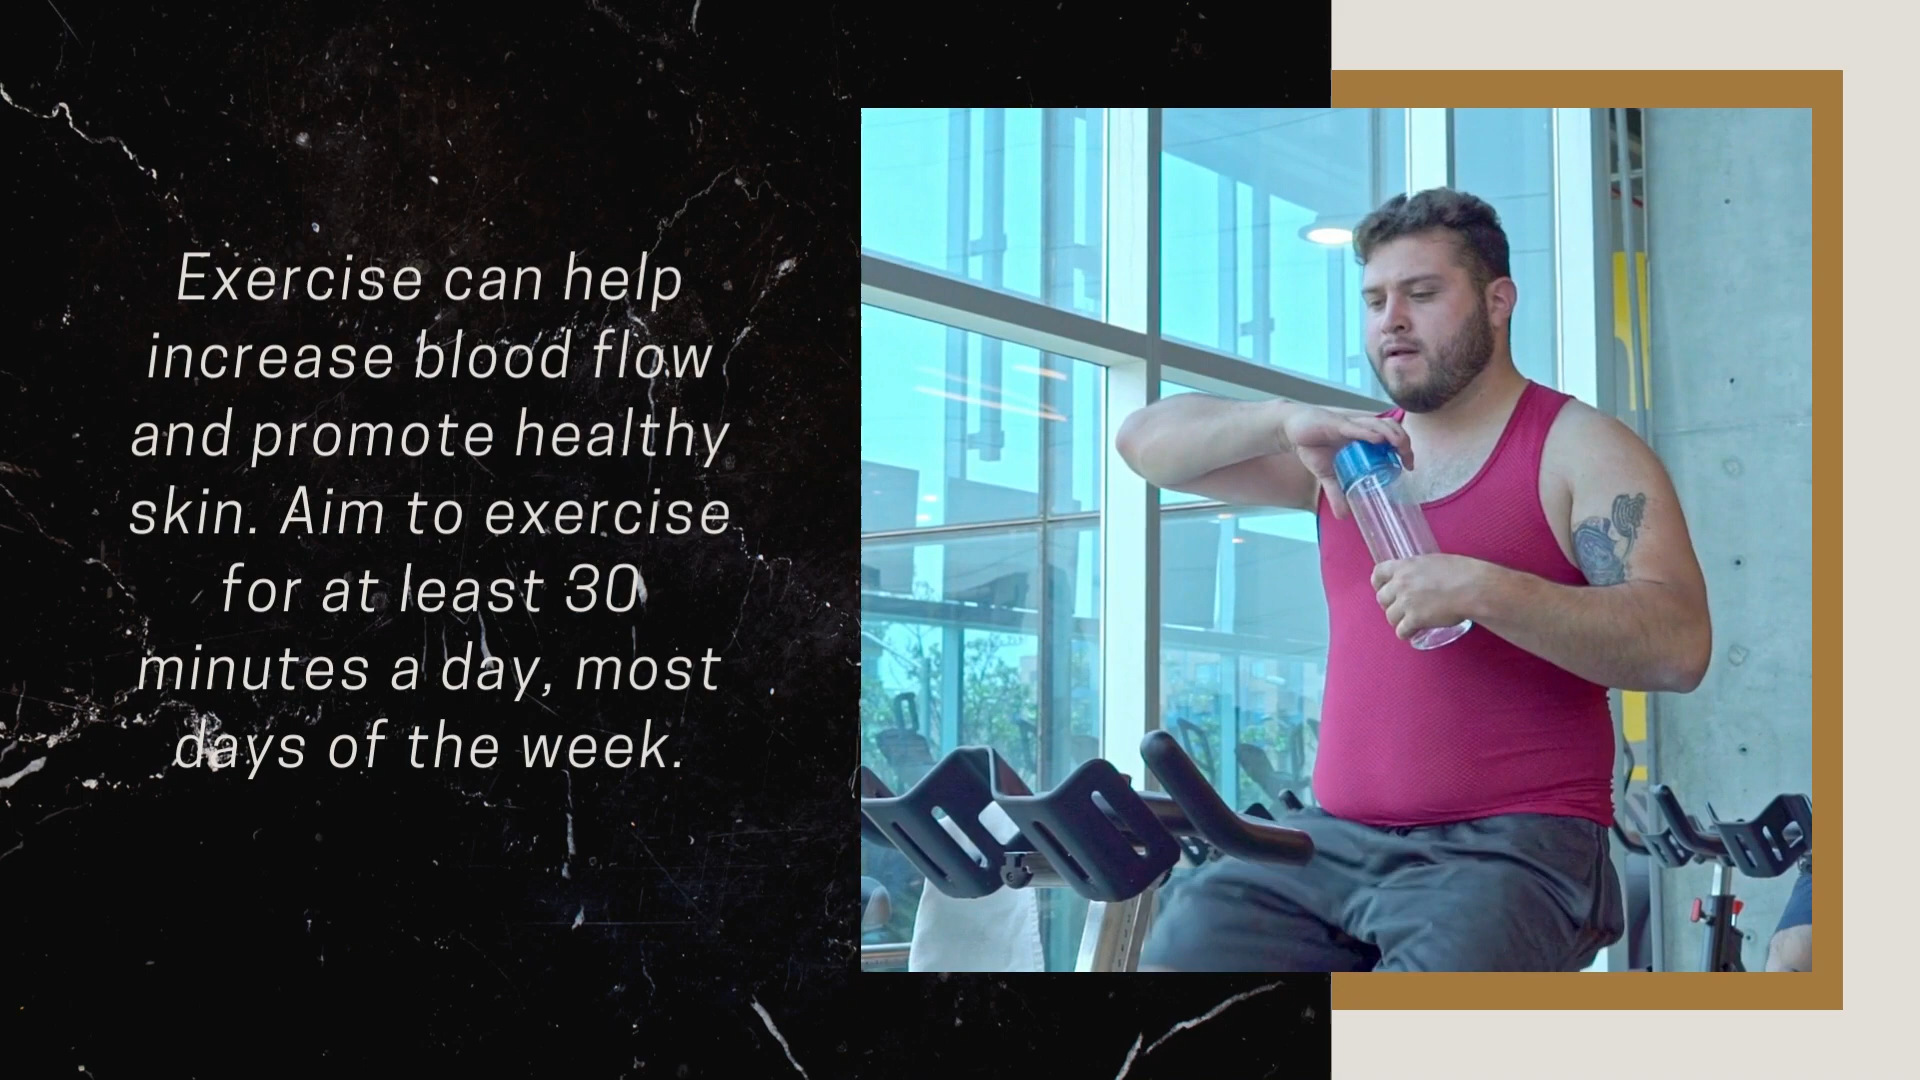 Exercise can help
increase blood flow
and promote healthy
skin. Aim to exercise
for at least 30
minutes a day, most
days of the week.